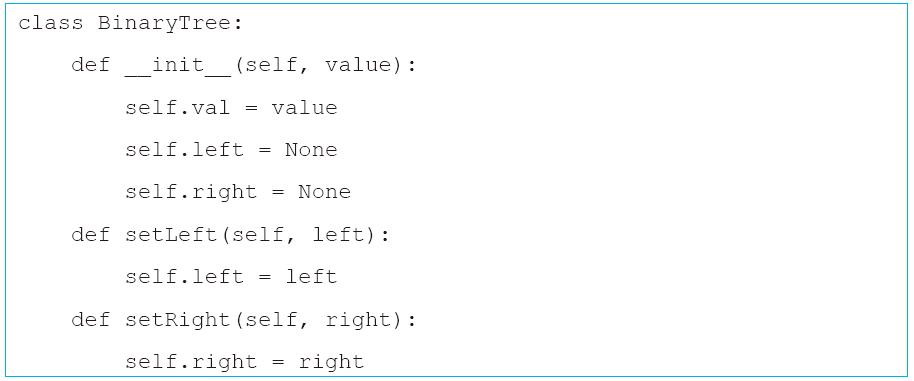 class BinaryTree:
    def __init__(self, value):
        self.val = value
        self.left = None
        self.right = None
    def setLeft(self, left):
        self.left = left
    def setRight(self, right):
        self.right = right